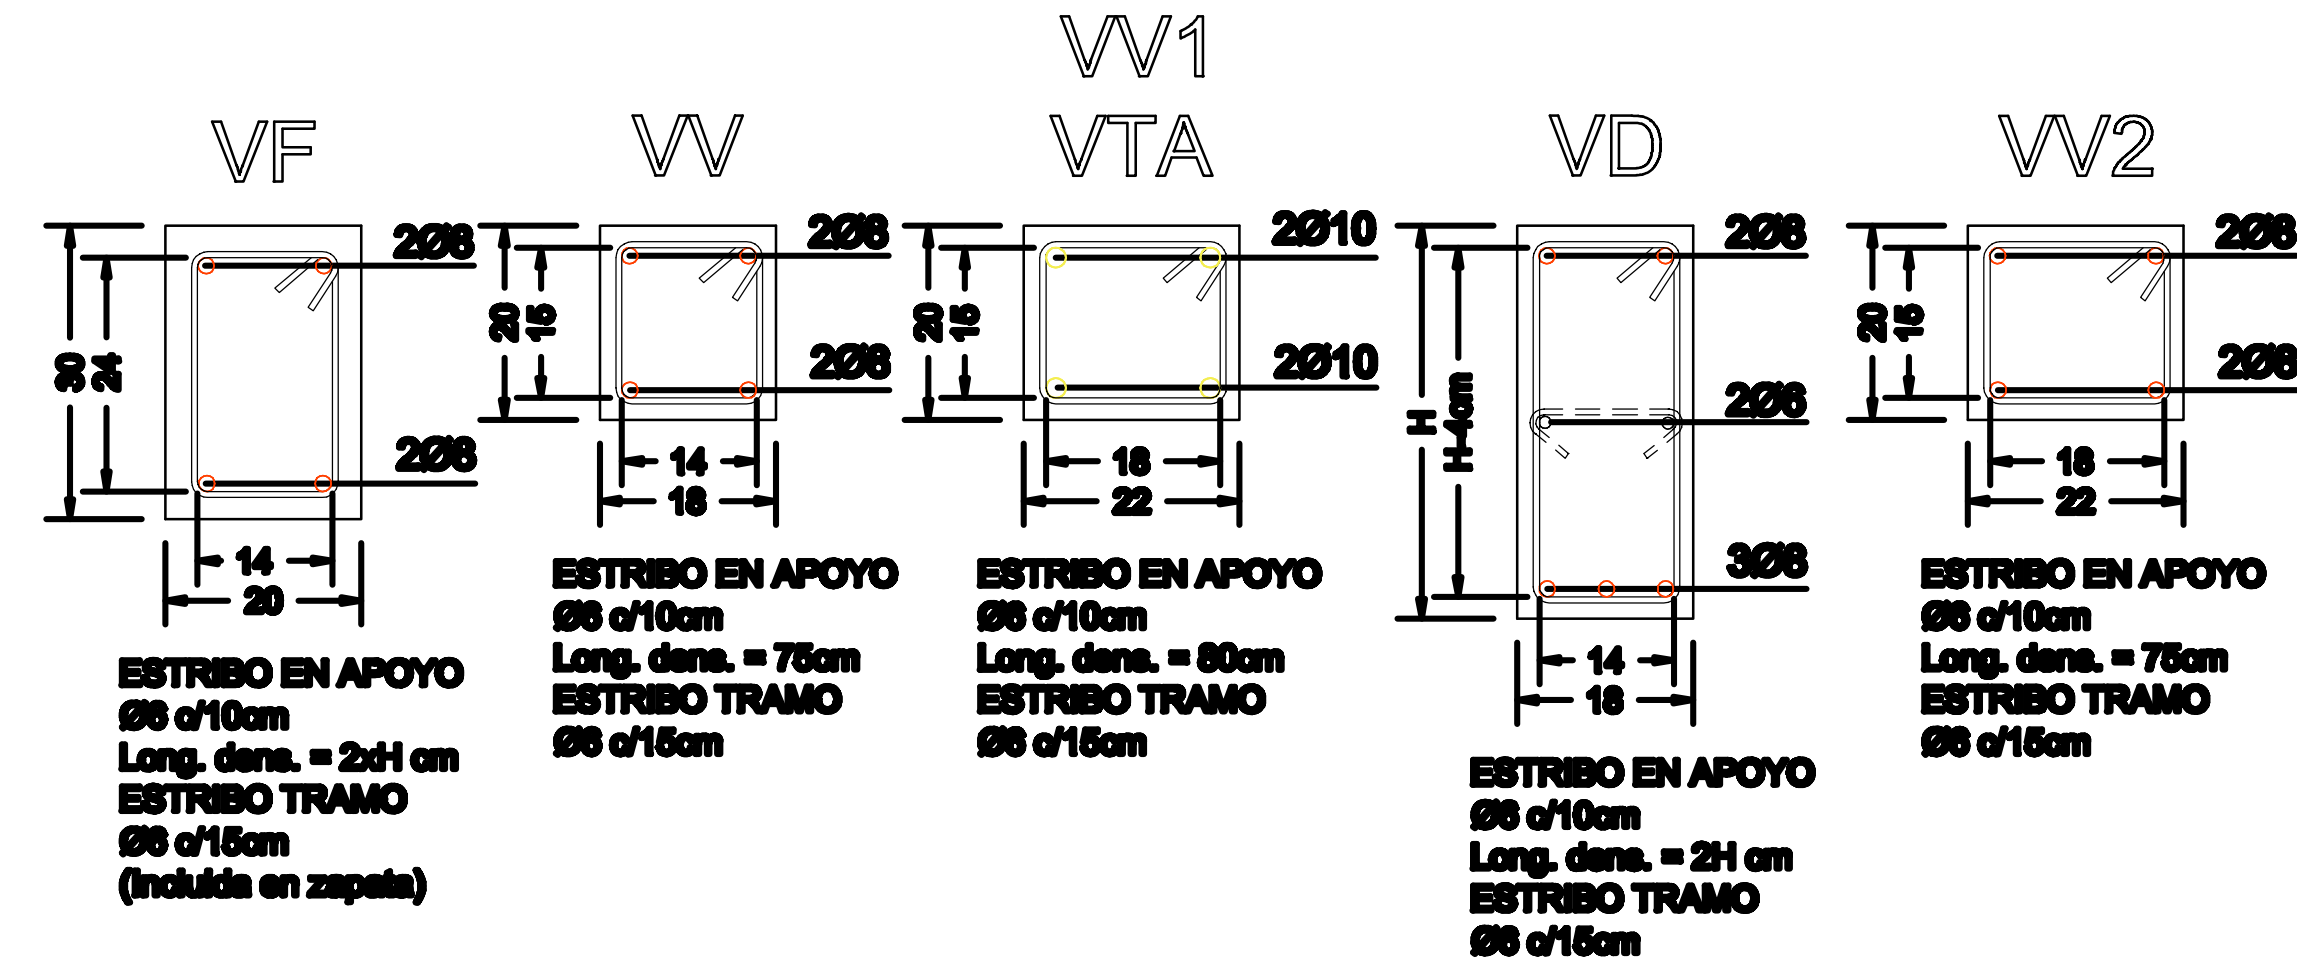 VF
30
24
2Ø8
2Ø8
14
20
ESTRIBO EN APOYO
Ø6 c/10cm
Long. dens. = 2xH cm
ESTRIBO TRAMO
Ø6 c/15cm
(incluida en zapata)
VV
20
15
2Ø8
2Ø8
14
18
ESTRIBO EN APOYO
Ø6 c/10cm
Long. dens. = 75cm
ESTRIBO TRAMO
Ø6 c/15cm
VV1
VTA
20
15
2Ø10
2Ø10
18
22
ESTRIBO EN APOYO
Ø6 c/10cm
Long. dens. = 80cm
ESTRIBO TRAMO
Ø6 c/15cm
VD
H
H-4cm
2Ø8
2Ø6
3Ø8
14
18
ESTRIBO EN APOYO
Ø6 c/10cm
Long. dens. = 2H cm
ESTRIBO TRAMO
Ø6 c/15cm
VV2
20
15
2Ø8
2Ø8
18
22
ESTRIBO EN APOYO
Ø6 c/10cm
Long. dens. = 75cm
ESTRIBO TRAMO
Ø6 c/15cm